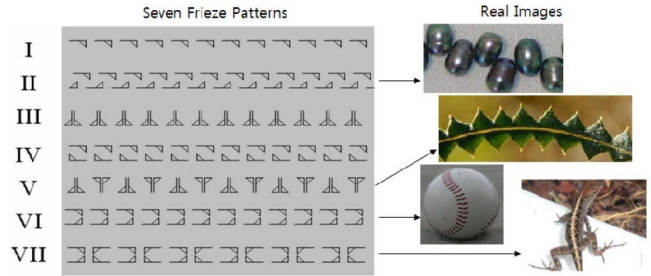 Seven Frieze Patterns
Real Images
I
II
III
IV
V
VI
VII